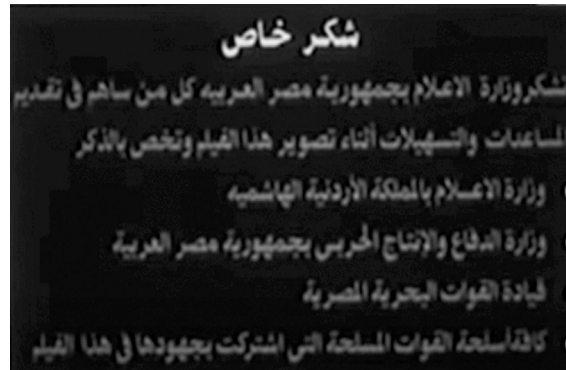 شكر خاص
تشكر وزارة الاعلام بجمهورية مصر العربيه كل من ساهم فى تقديم
المساعدات والتسهيلات أثناء تصوير هذا الفيلم وتخص بالذكر
وزارة الاعلام بالمملكة الأردنية الهاشميه
وزارة الدفاع والإنتاج الحربى بجمهورية مصر العربية
قيادة القوات البحرية المصرية
كافة أسلحة القوات المسلحة التى اشتركت بجهودها فى هذا الفيلم